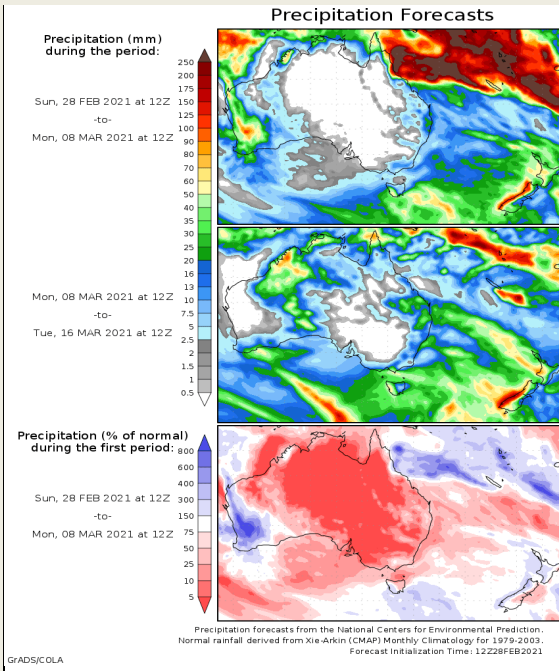 Precipitation Forecasts
Precipitation (mm)
during the period:
250
200
175
150
125
100
90
80
70
60
50
40
35
30
25
20
16
13
10
7.5
5
2.5
2
1.5
1
0.5
Sun, 28 FEB 2021 at 12Z
-to-
Mon, 08 MAR 2021 at 12Z
Mon, 08 MAR 2021 at 12Z
-to-
Tue, 16 MAR 2021 at 12Z
Precipitation (% of normal)
during the first period:
800
600
400
300
150
75
50
25
10
5
Sun, 28 FEB 2021 at 12Z
-to-
Mon, 08 MAR 2021 at 12Z
Precipitation forecasts from the National Centers for Environmental Prediction.
Normal rainfall derived from Xie-Arkin (CMAP) Monthly Climatology for 1979-2003.
Forecast Initialization Time: 12Z28FEB2021
GrADS/COLA